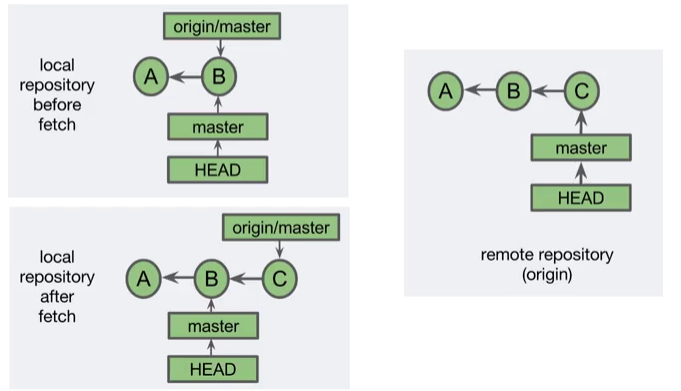 origin/master
local
repository
before
fetch
A
B
master
HEAD
origin/master
local
repository
after
fetch
A
B
C
master
HEAD
A
B
C
master
HEAD
remote repository
(origin)